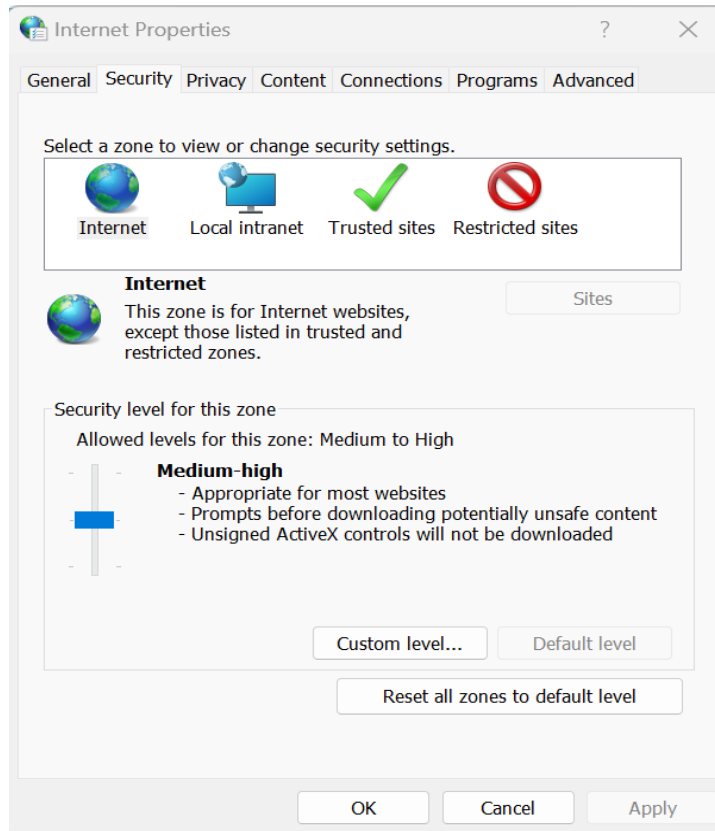 Internet Properties
?
General Security Privacy Content Connections Programs Advanced
Select a zone to view or change security settings.
Internet Local intranet Trusted sites Restricted sites
Internet
Sites
This zone is for Internet websites,
except those listed in trusted and
restricted zones.
Security level for this zone
Allowed levels for this zone: Medium to High
Medium-high
- Appropriate for most websites
- Prompts before downloading potentially unsafe content
- Unsigned ActiveX controls will not be downloaded
Custom level... Default level
Reset all zones to default level
OK Cancel Apply